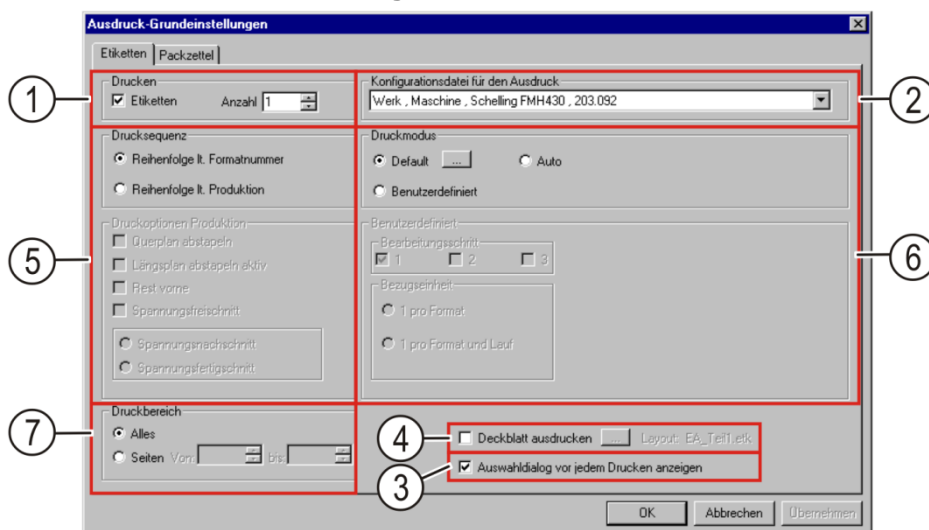 Ausdruck-Grundeinstellungen
Etiketten Packzettel
1
Drucken
Etiketten Anzahl 1
Konfigurationsdatei für den Ausdruck
Werk , Maschine , Schelling FMH430 , 203.092
2
Drucksequenz
Reihenfolge lt. Formatnummer
Reihenfolge lt. Produktion
Druckmodus
Default ... Auto
Benutzerdefiniert
5
Druckoptionen Produktion
Querplan abstapeln
Längsplan abstapeln aktiv
Rest vorne
Spannungsfreischnitt
Spannungsnachschnitt
Spannungsfertigschnitt
Benutzerdefiniert
Bearbeitungsschritt
1 2 3
Bezugseinheit
1 pro Format
1 pro Format und Lauf
6
7
Druckbereich
Alles
Seiten Von: bis:
4
Deckblatt ausdrucken ... Layout: EA_Teil1.etk
3
Auswahldialog vor jedem Drucken anzeigen
OK Abbrechen Übernehmen